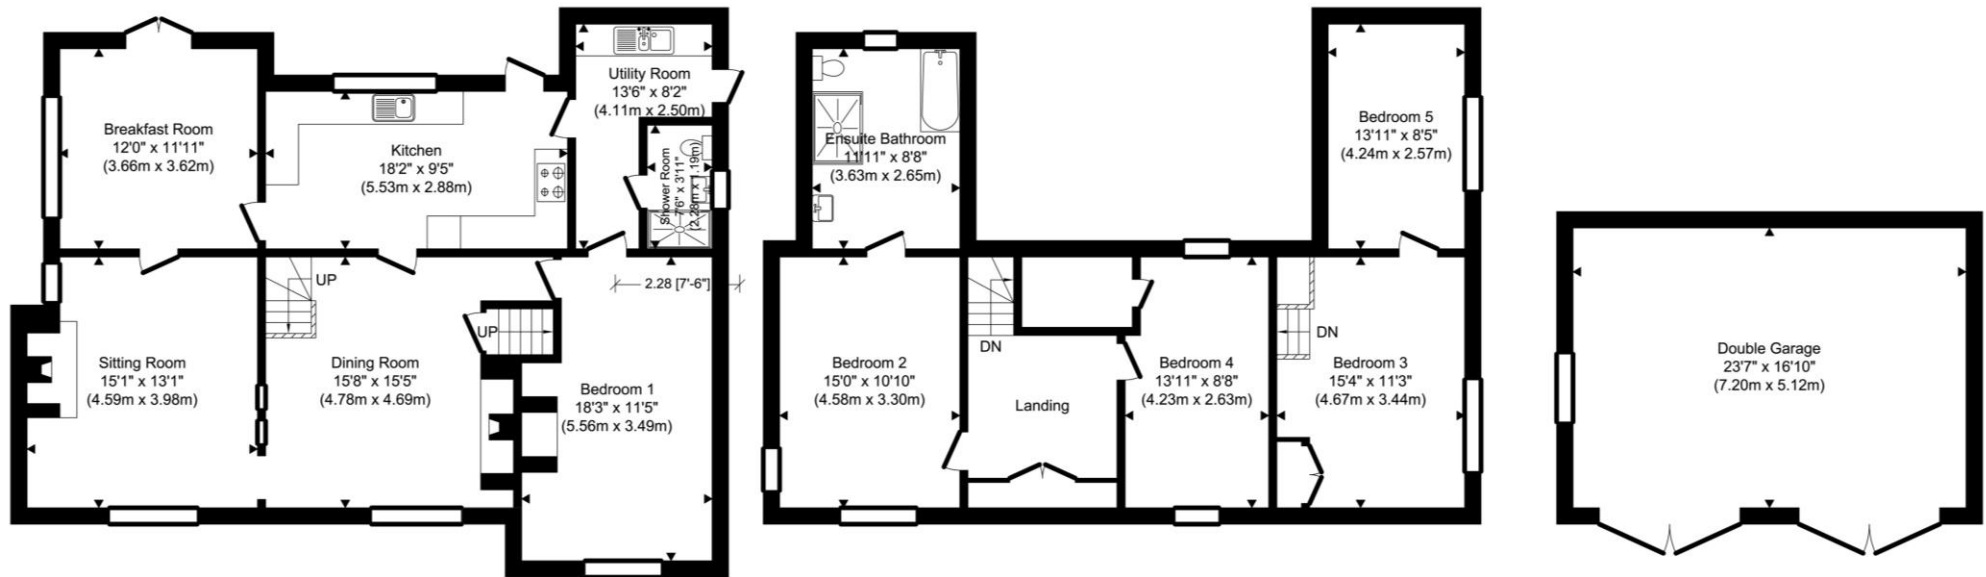 Breakfast Room
12'0" x 11'11"
(3.66m x 3.62m)
Kitchen
18'2" x 9'5"
(5.53m x 2.88m)
Utility Room
13'6" x 8'2"
(4.11m x 2.50m)
Shower Room
7'6" x 3'11"
(2.28m x 1.19m)
UP
2.28 [7'-6"]
UP
Sitting Room
15'1" x 13'1"
(4.59m x 3.98m)
Dining Room
15'8" x 15'5"
(4.78m x 4.69m)
Bedroom 1
18'3" x 11'5"
(5.56m x 3.49m)
Ensuite Bathroom
11'11" x 8'8"
(3.63m x 2.65m)
Bedroom 5
13'11" x 8'5"
(4.24m x 2.57m)
DN
DN
Bedroom 2
15'0" x 10'10"
(4.58m x 3.30m)
Landing
Bedroom 4
13'11" x 8'8"
(4.23m x 2.63m)
Bedroom 3
15'4" x 11'3"
(4.67m x 3.44m)
Double Garage
23'7" x 16'10"
(7.20m x 5.12m)